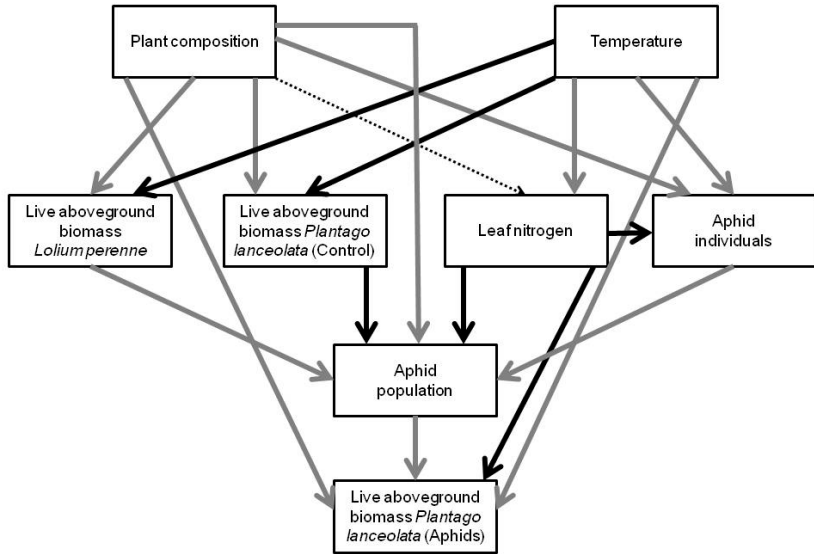 Plant composition
Temperature
Live aboveground
biomass
Lolium perenne
Live aboveground
biomass Plantago
lanceolata (Control)
Leaf nitrogen
Aphid
individuals
Aphid
population
Live aboveground
biomass Plantago
lanceolata (Aphids)